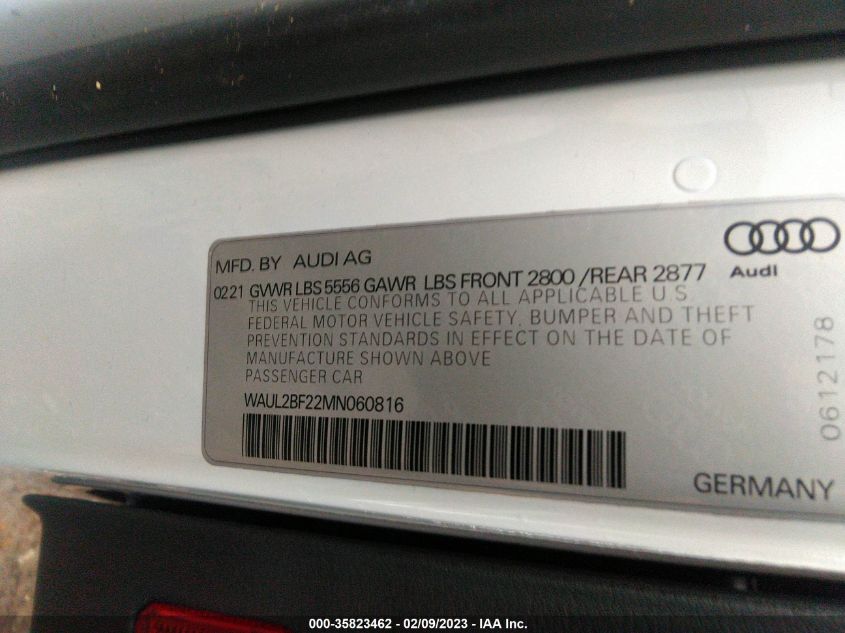 MFD. BY AUDI AG
Audi
0221 GVWR LBS 5556 GAWR LBS FRONT 2800 /REAR 2877
THIS VEHICLE CONFORMS TO ALL APPLICABLE U S
FEDERAL MOTOR VEHICLE SAFETY, BUMPER AND THEFT
PREVENTION STANDARDS IN EFFECT ON THE DATE OF
MANUFACTURE SHOWN ABOVE
PASSENGER CAR
WAUL2BF22MN060816
0612178
GERMANY
000-35823462 - 02/09/2023 - IAA Inc.